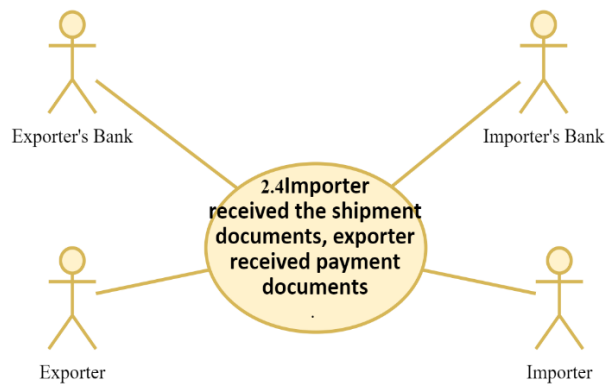 Exporter's Bank
Importer's Bank
2.4Importer
received the shipment
documents, exporter
received payment
documents
.
Exporter
Importer